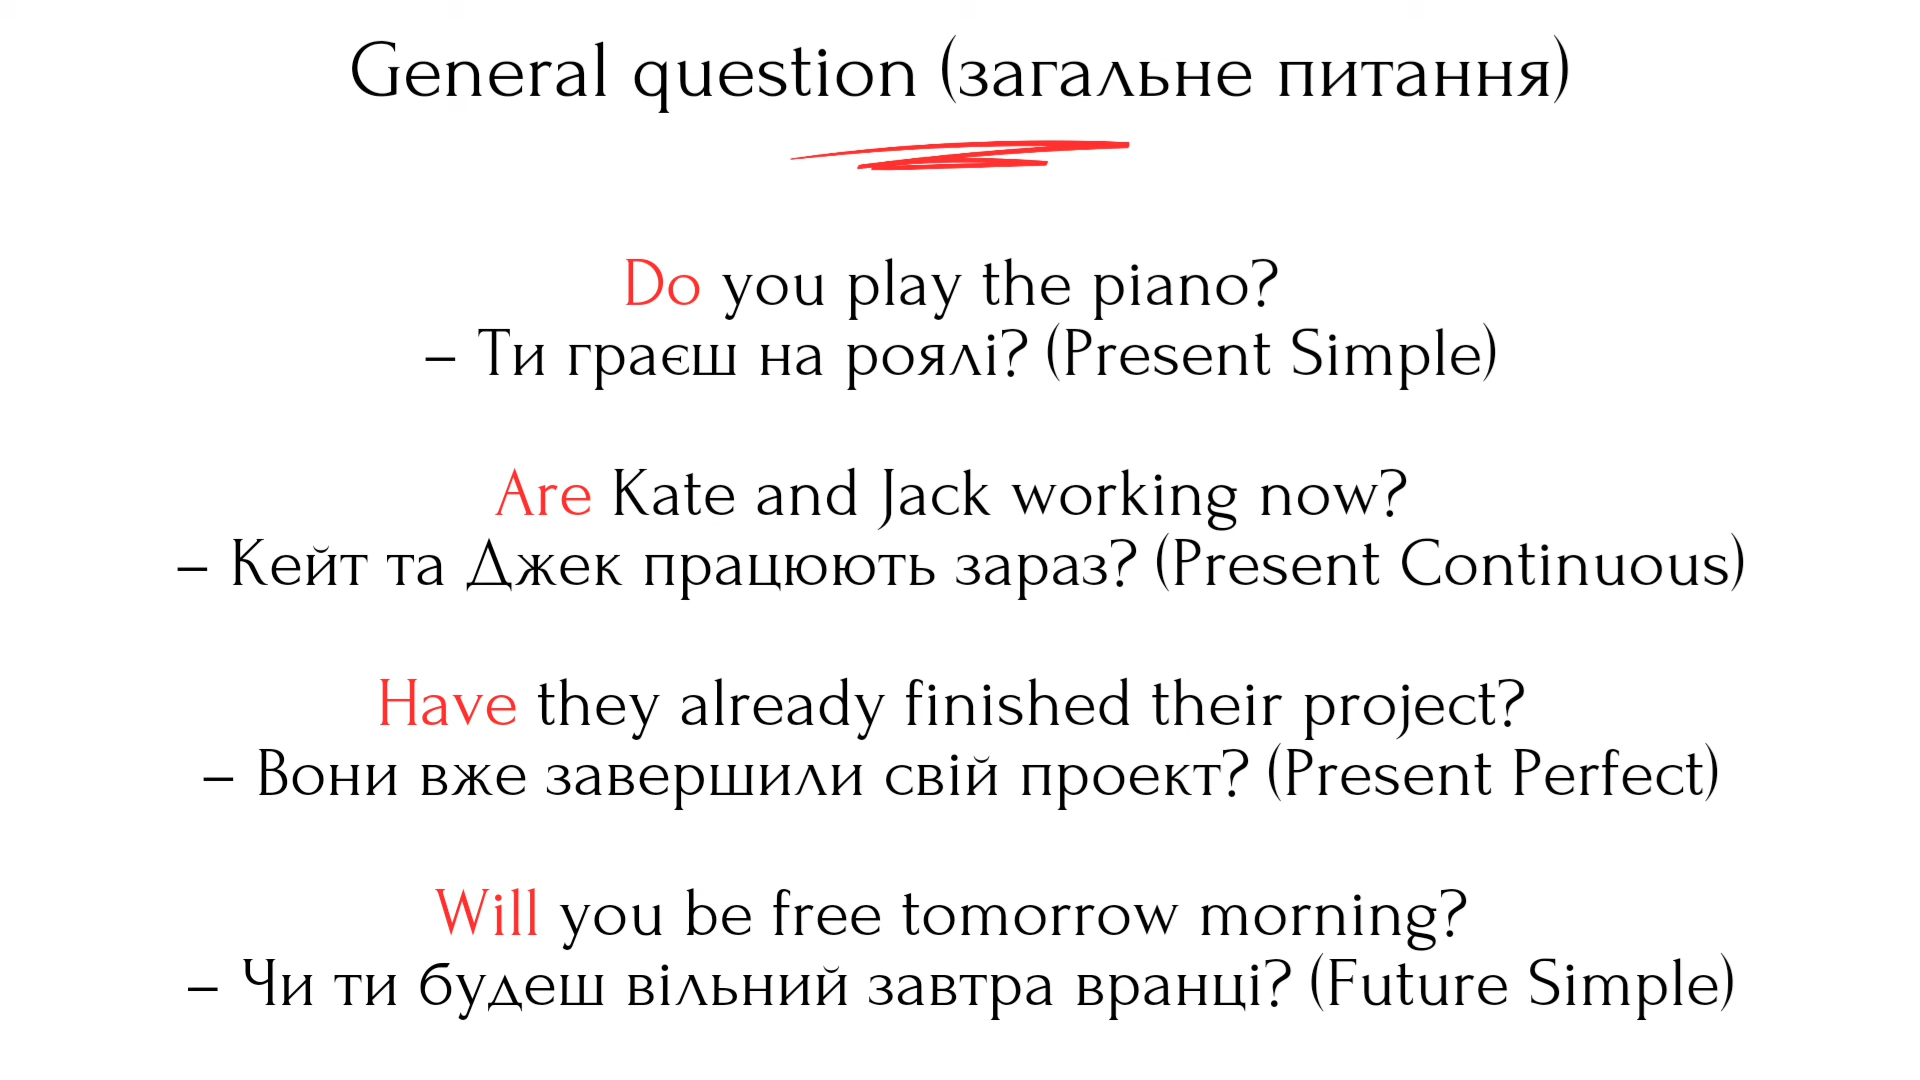 General question (загальне питання)
Do you play the piano?
– Ти граєш на роялі? (Present Simple)
Are Kate and Jack working now?
– Кейт та Джек працюють зараз? (Present Continuous)
Have they already finished their project?
– Вони вже завершили свій проект? (Present Perfect)
Will you be free tomorrow morning?
– Чи ти будеш вільний завтра вранці? (Future Simple)